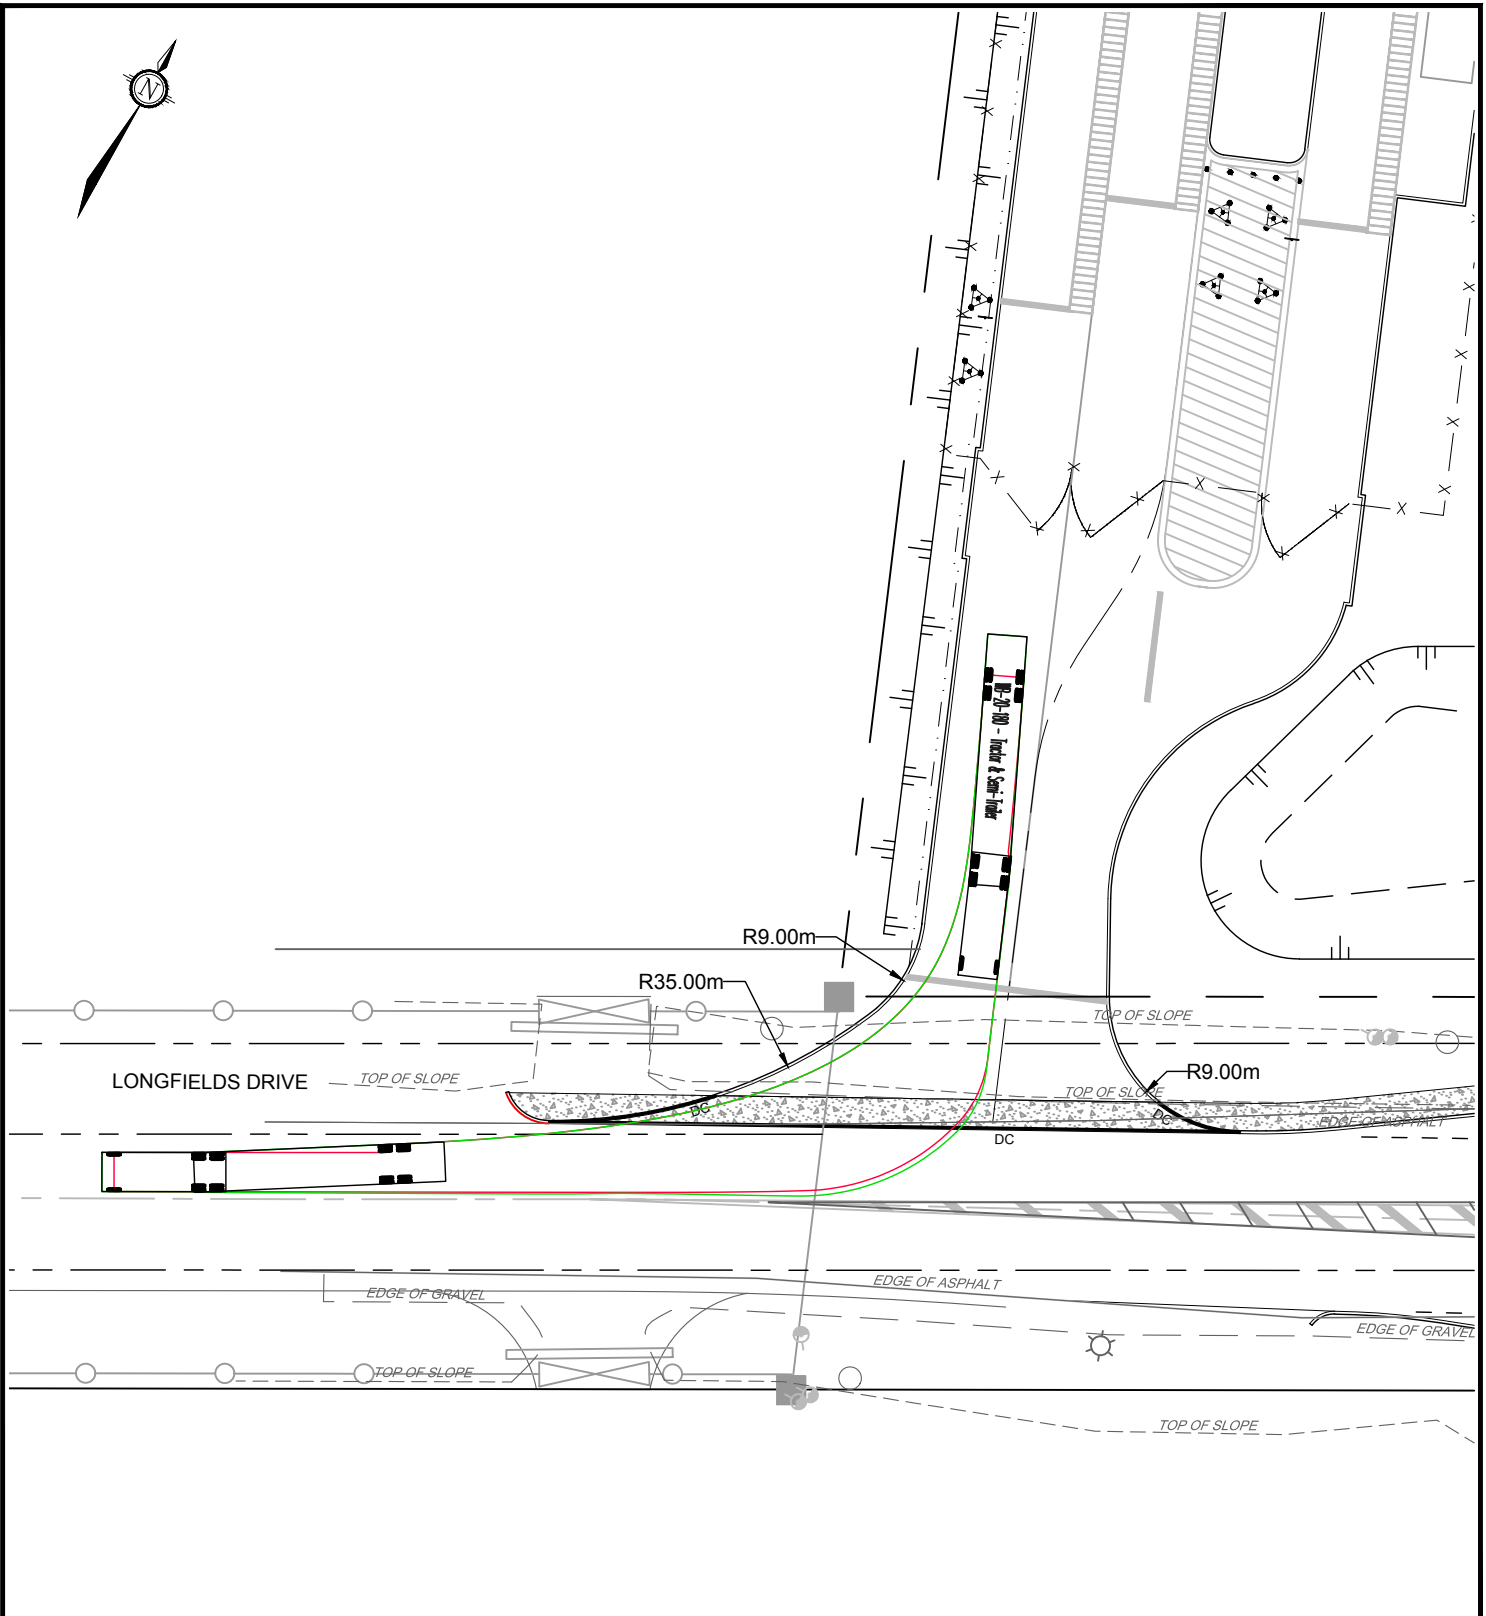 N
WB-20-18D - Tractor & Semi-Trailer
R9.00m
R35.00m
TOP OF SLOPE
LONGFIELDS DRIVE
TOP OF SLOPE
TOP OF SLOPE
R9.00m
DC
DC
EDGE OF ASPHALT
DC
EDGE OF ASPHALT
EDGE OF GRAVEL
EDGE OF GRAVEL
TOP OF SLOPE
TOP OF SLOPE